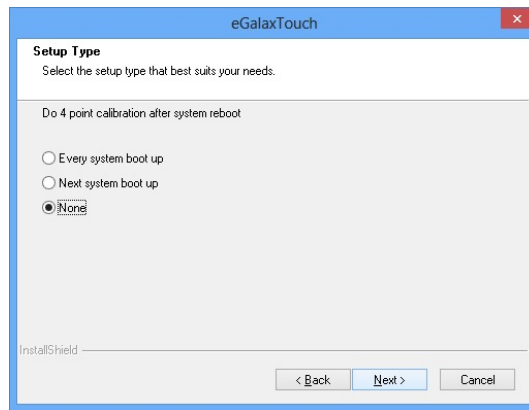 eGalaxTouch
Setup Type
Select the setup type that best suits your needs.
Do 4 point calibration after system reboot
Every system boot up
Next system boot up
None
InstallShield
< Back Next > Cancel